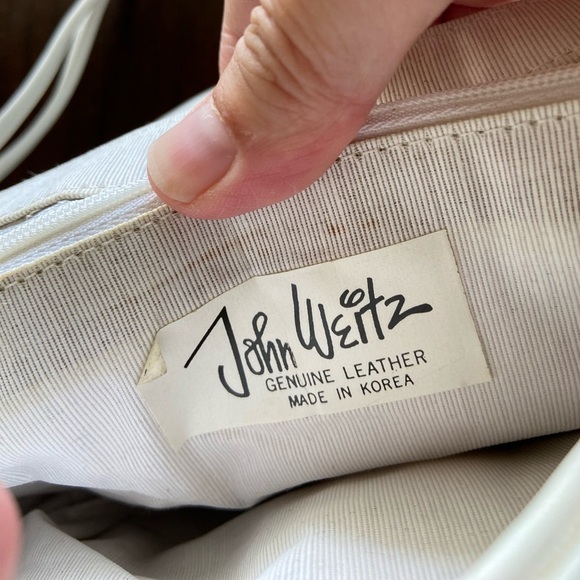 John Weitz
GENUINE LEATHER
MADE IN KOREA